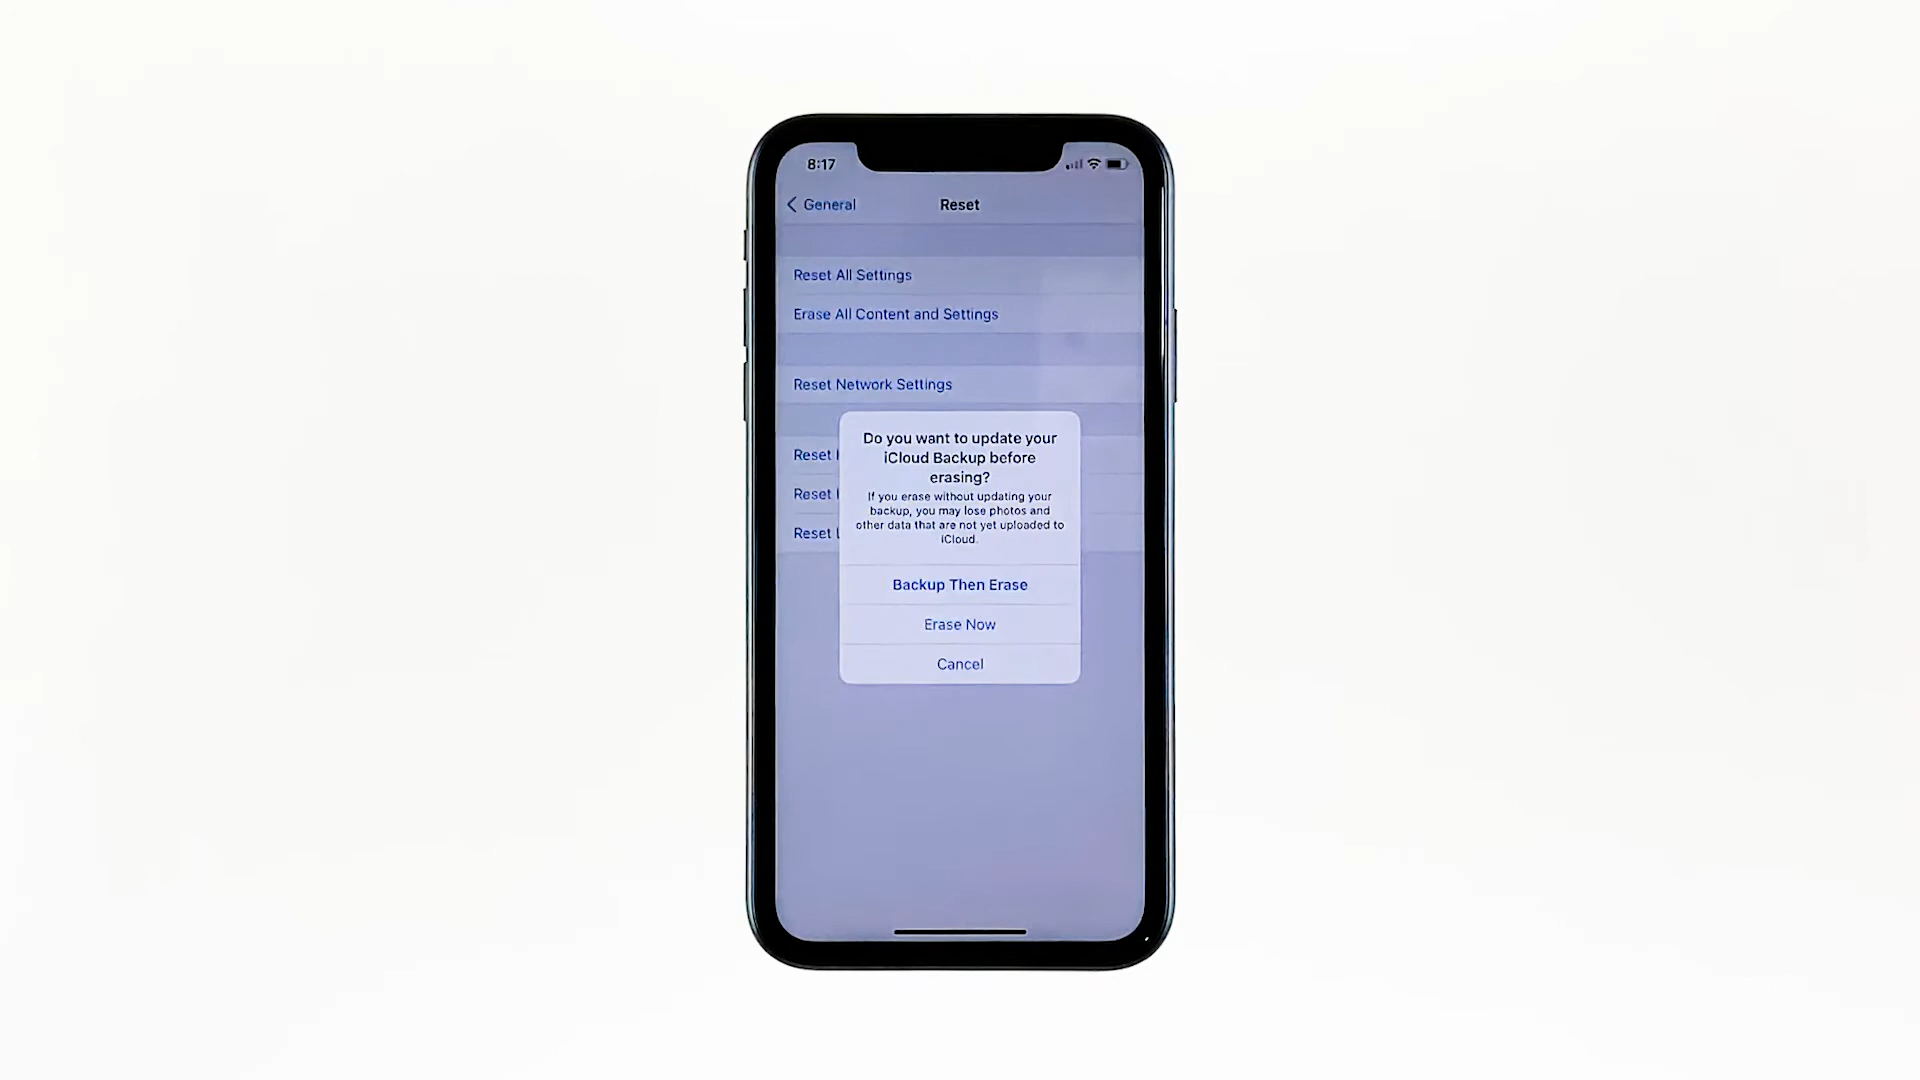 8:17
General
Reset
Reset All Settings
Erase All Content and Settings
Reset Network Settings
Reset
Reset
Reset
Do you want to update your
iCloud Backup before
erasing?
If you erase without updating your
backup, you may lose photos and
other data that are not yet uploaded to
iCloud.
Backup Then Erase
Erase Now
Cancel